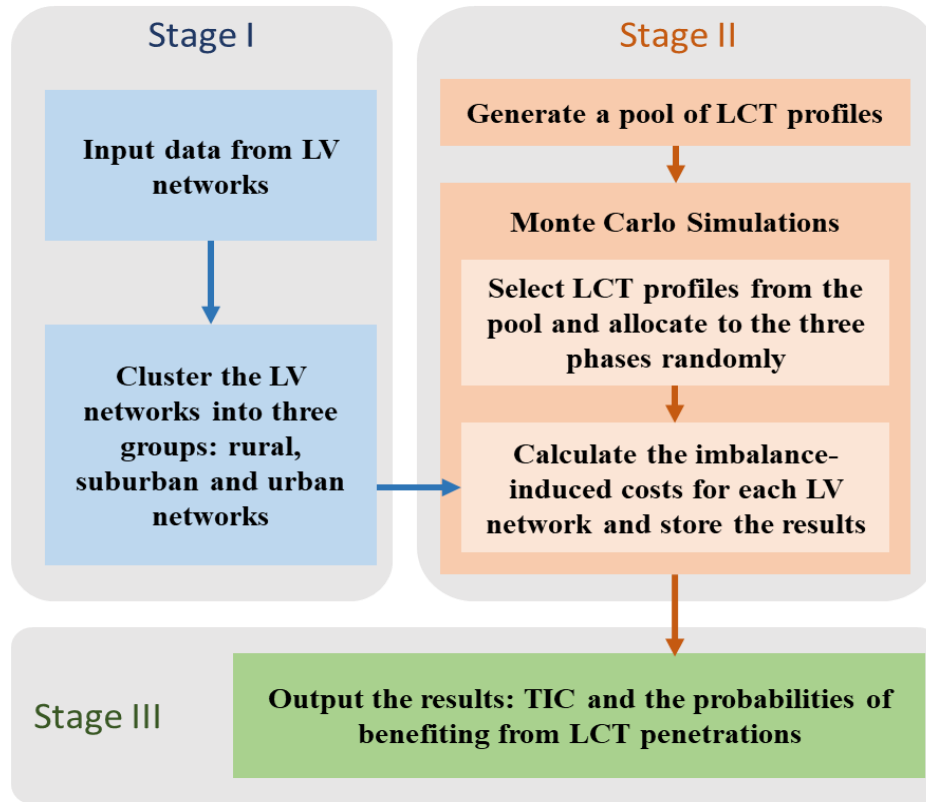 Stage I
Input data from LV
networks
Cluster the LV
networks into three
groups: rural,
suburban and urban
networks
Stage II
Generate a pool of LCT profiles
Monte Carlo Simulations
Select LCT profiles from the
pool and allocate to the three
phases randomly
Calculate the imbalance-
induced costs for each LV
network and store the results
Stage III
Output the results: TIC and the probabilities of
benefiting from LCT penetrations